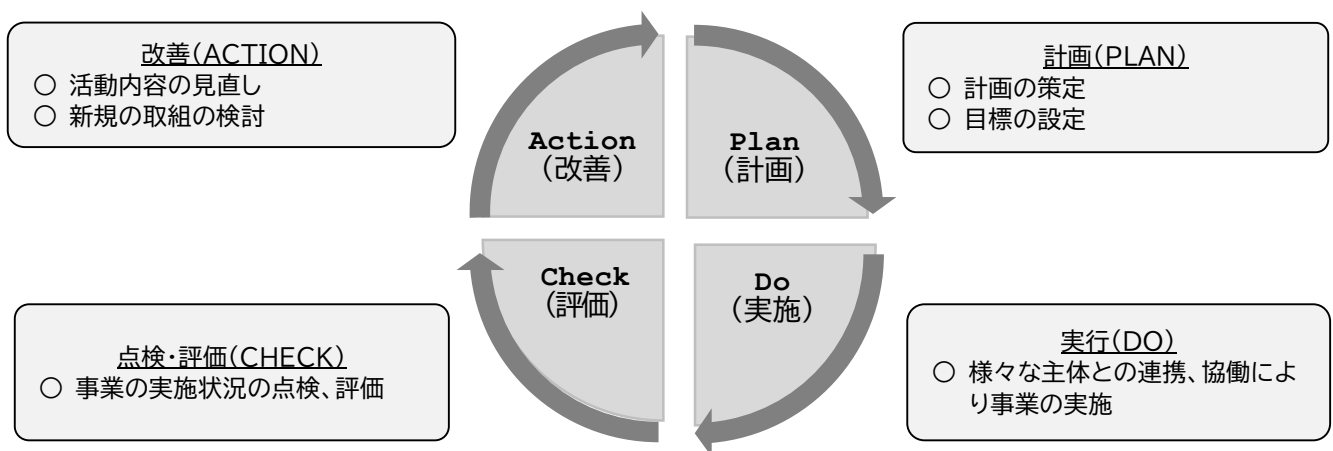 改善(ACTION)
○ 活動内容の見直し
○ 新規の取組の検討
Action
(改善)
Plan
(計画)
計画(PLAN)
○ 計画の策定
○ 目標の設定
点検・評価(CHECK)
○ 事業の実施状況の点検、評価
Check
(評価)
Do
(実施)
実行(DO)
○ 様々な主体との連携、協働によ
り事業の実施